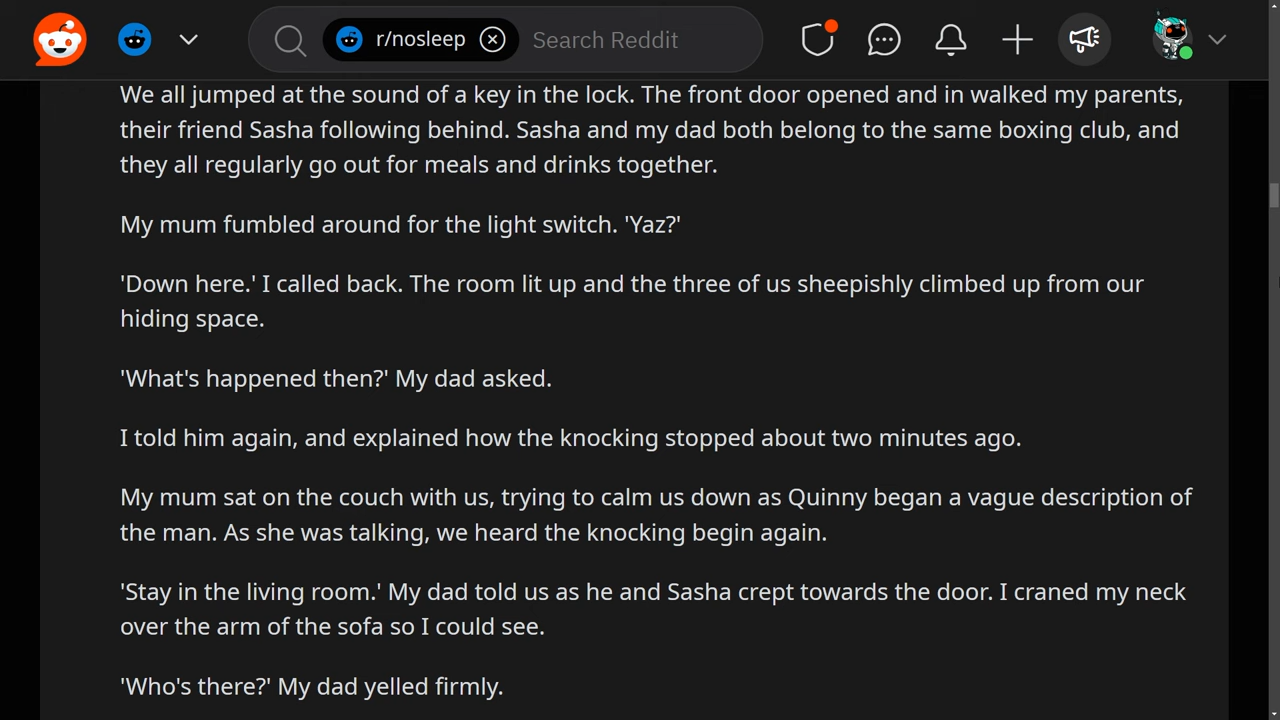 r/nosleep
Search Reddit
We all jumped at the sound of a key in the lock. The front door opened and in walked my parents,
their friend Sasha following behind. Sasha and my dad both belong to the same boxing club, and
they all regularly go out for meals and drinks together.
My mum fumbled around for the light switch. 'Yaz?'
'Down here.' I called back. The room lit up and the three of us sheepishly climbed up from our
hiding space.
'What's happened then?' My dad asked.
I told him again, and explained how the knocking stopped about two minutes ago.
My mum sat on the couch with us, trying to calm us down as Quinny began a vague description of
the man. As she was talking, we heard the knocking begin again.
'Stay in the living room.' My dad told us as he and Sasha crept towards the door. I craned my neck
over the arm of the sofa so I could see.
'Who's there?' My dad yelled firmly.